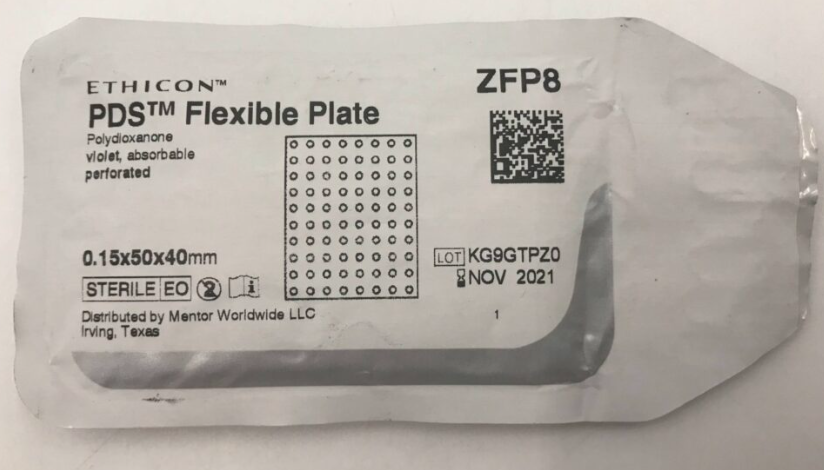 ETHICON™
ZFP8
PDS™ Flexible Plate
Polydioxanone
violet, absorbable
perforated
0.15x50x40mm
LOT KG9GTPZ0
NOV 2021
STERILE EO 2 i
Distributed by Mentor Worldwide LLC
Irving, Texas
1